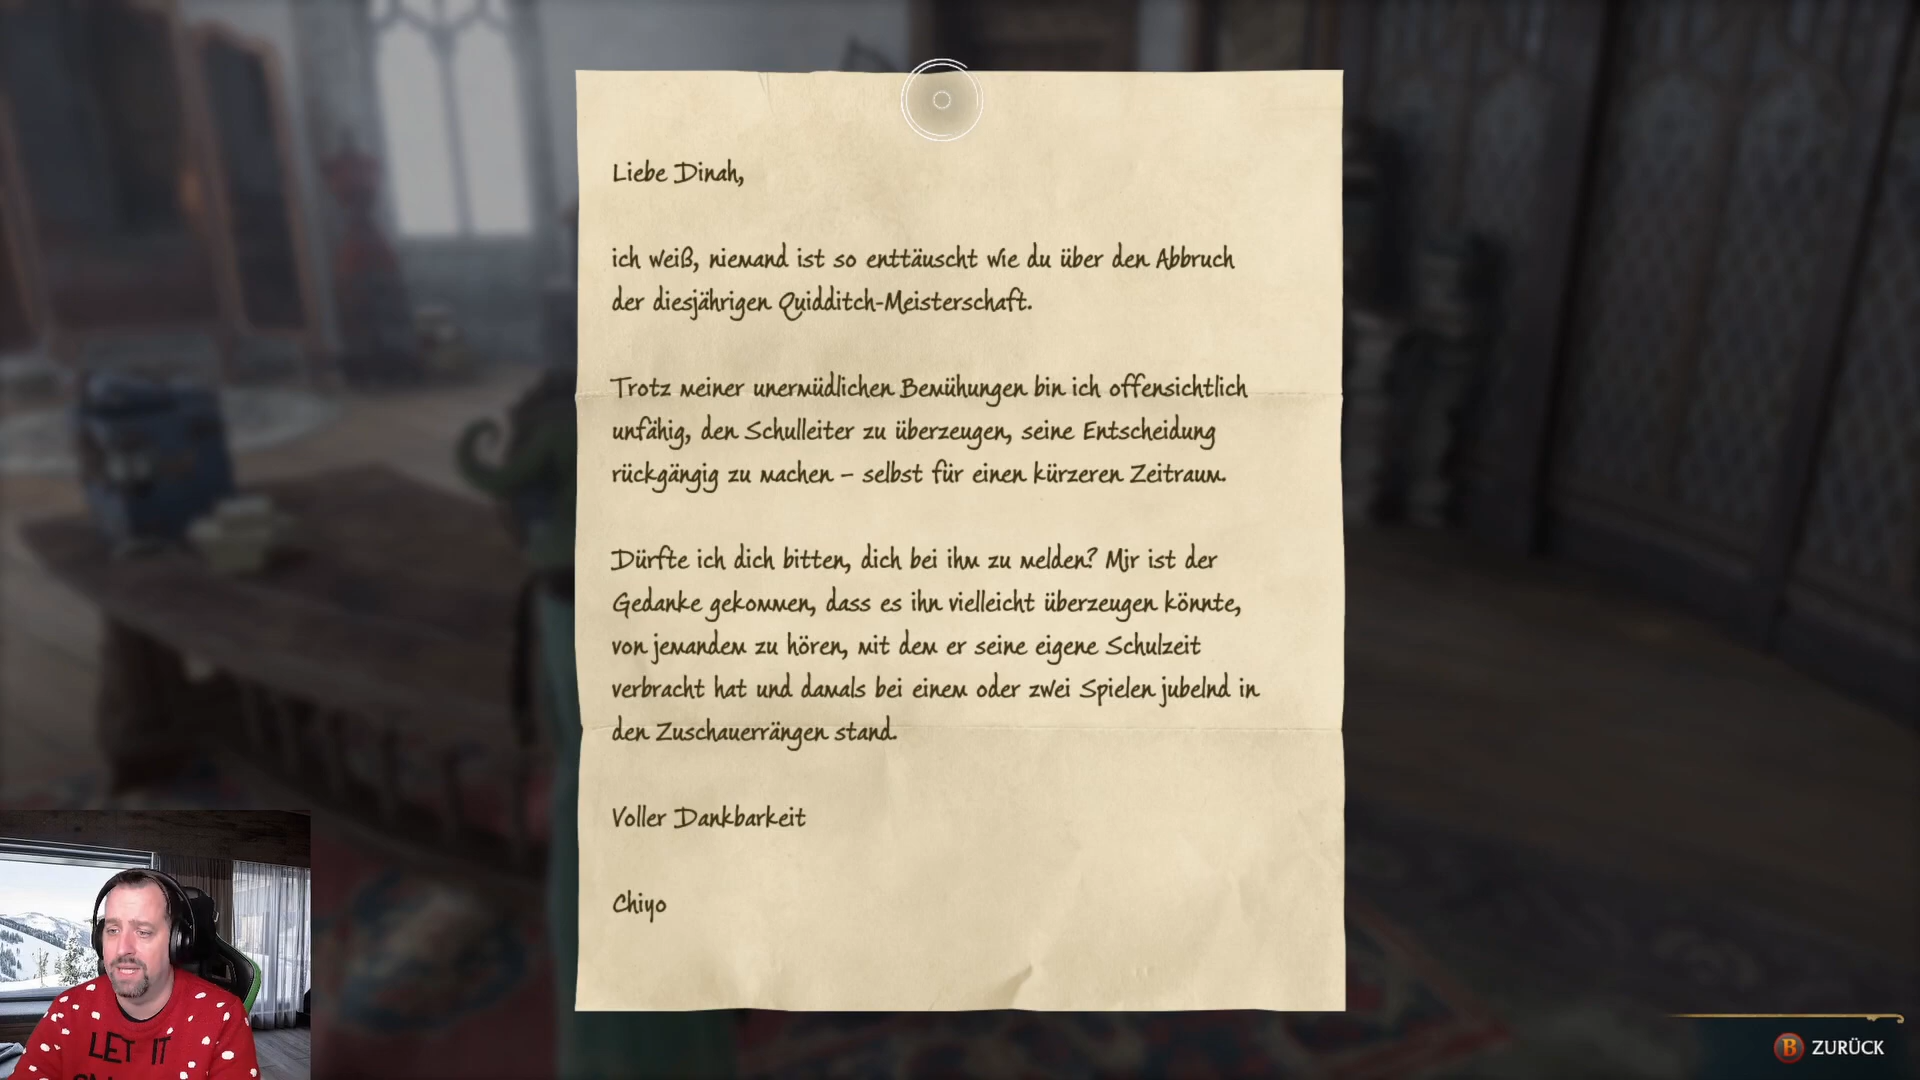 Liebe Dinah,
ich weiß, niemand ist so enttäuscht wie du über den Abbruch
der diesjährigen Quidditch-Meisterschaft.
Trotz meiner unermüdlichen Bemühungen bin ich offensichtlich
unfähig, den Schulleiter zu überzeugen, seine Entscheidung
rückgängig zu machen – selbst für einen kürzeren Zeitraum.
Dürfte ich dich bitten, dich bei ihm zu melden? Mir ist der
Gedanke gekommen, dass es ihn vielleicht überzeugen könnte,
von jemandem zu hören, mit dem er seine eigene Schulzeit
verbracht hat und damals bei einem oder zwei Spielen jubelnd in
den Zuschauerrängen stand.
Voller Dankbarkeit
Chiyo
LET IT
B ZURÜCK